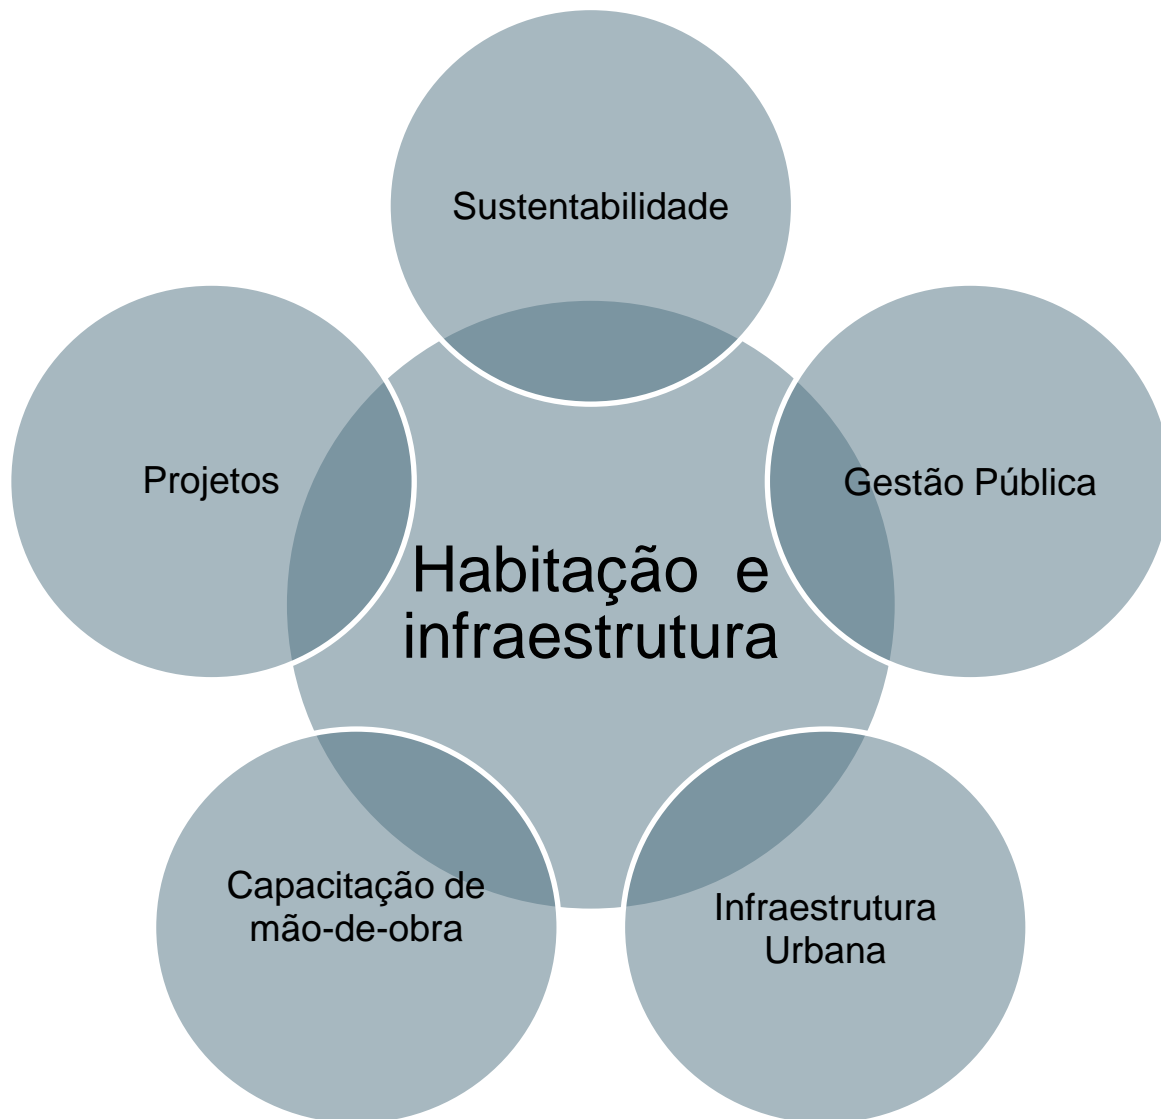 Sustentabilidade
Projetos
Gestão Pública
Habitação e
infraestrutura
Capacitação de
mão-de-obra
Infraestrutura
Urbana